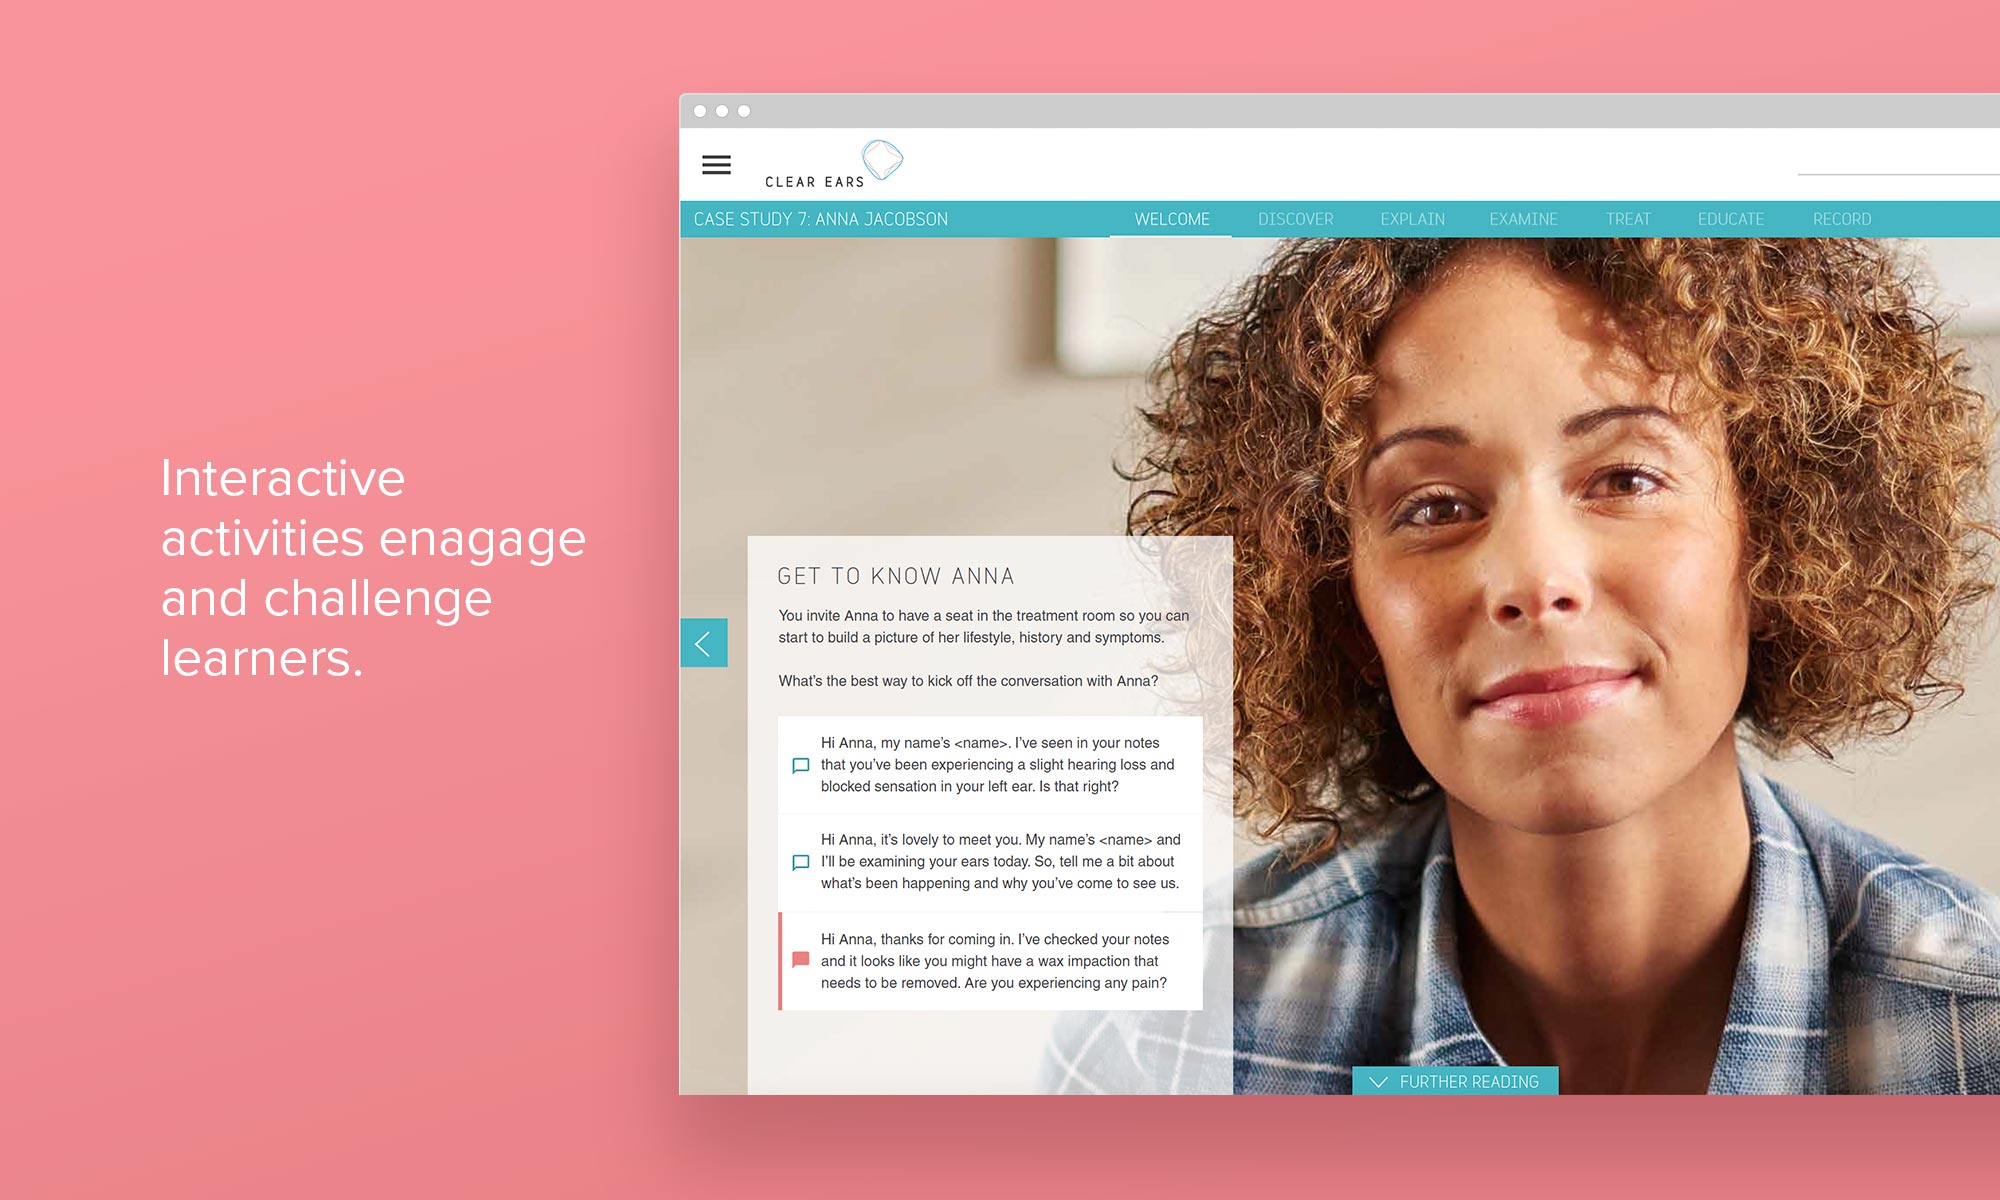 Interactive
activities enagage
and challenge
learners.
CLEAR EARS
CASE STUDY 7: ANNA JACOBSON WELCOME DISCOVER EXPLAIN EXAMINE TREAT EDUCATE RECORD
GET TO KNOW ANNA
You invite Anna to have a seat in the treatment room so you can
start to build a picture of her lifestyle, history and symptoms.
What’s the best way to kick off the conversation with Anna?
Hi Anna, my name’s <name>. I’ve seen in your notes
that you’ve been experiencing a slight hearing loss and
blocked sensation in your left ear. Is that right?
Hi Anna, it’s lovely to meet you. My name’s <name> and
I’ll be examining your ears today. So, tell me a bit about
what’s been happening and why you’ve come to see us.
Hi Anna, thanks for coming in. I’ve checked your notes
and it looks like you might have a wax impaction that
needs to be removed. Are you experiencing any pain?
FURTHER READING